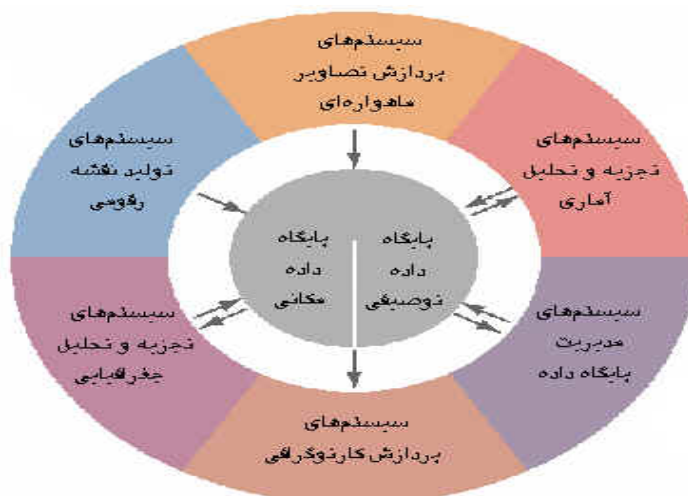 سیستم‌های
پردازش تصاویر
ماهواره‌ای
سیستم‌های
تجزیه و تحلیل
آماری
سیستم‌های
مدیریت
پایگاه داده
سیستم‌های
پردازش کارتوگرافی
سیستم‌های
تجزیه و تحلیل
جغرافیایی
سیستم‌های
تولید نقشه
رقومی
پایگاه
داده
توصیفی
پایگاه
داده
مکانی